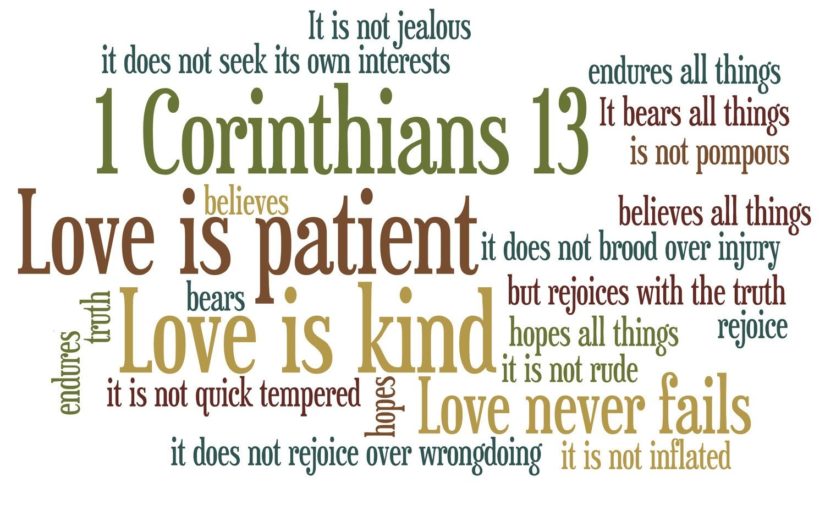 It is not jealous
it does not seek its own interests
endures all things
1 Corinthians 13
It bears all things
is not pompous
believes
Love is patient
believes all things
it does not brood over injury
bears
but rejoices with the truth
truth
Love is kind
hopes all things
rejoice
endures
it is not rude
it is not quick tempered
hopes
Love never fails
it does not rejoice over wrongdoing
it is not inflated